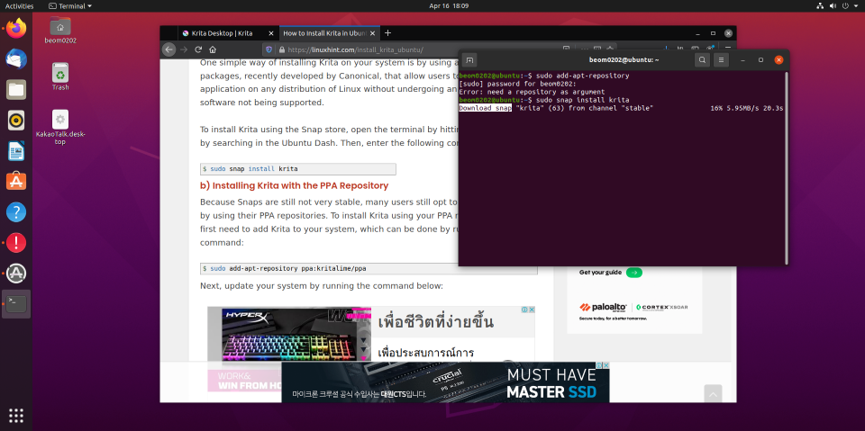 Activities
Terminal
Apr 16 18:09
beom0202
Trash
KakaoTalk.desk-
top
Krita Desktop | Krita
How to Install Krita in Ubun
https://linuxhint.com/install_krita_ubuntu/
One simple way of installing Krita on your system is by using a
packages, recently developed by Canonical, that allow users t
application on any distribution of Linux without undergoing an
software not being supported.
To install Krita using the Snap store, open the terminal by hittin
by searching in the Ubuntu Dash. Then, enter the following co
$ sudo snap install krita
b) Installing Krita with the PPA Repository
Because Snaps are still not very stable, many users still opt to
by using their PPA repositories. To install Krita using your PPA r
first need to add Krita to your system, which can be done by ru
command:
$ sudo add-apt-repository ppa:kritalime/ppa
Next, update your system by running the command below:
beom0202@ubuntu: ~
beom0202@ubuntu:~$ sudo add-apt-repository
[sudo] password for beom0202:
Error: need a repository as argument
beom0202@ubuntu:~$ sudo snap install krita
Download snap "krita" (63) from channel "stable" 16% 5.95MB/s 20.3s
Get your guide
paloalto
CORTEX XSOAR
HYPERX
เพื่อชีวิตที่ง่ายขึ้น
เพื่อประสบการณ์การ
WORK&
WIN FROM HO
마이크론 크루셜 공식 수입사는 대원CTS입니다.
crucial
MUST HAVE
MASTER SSD